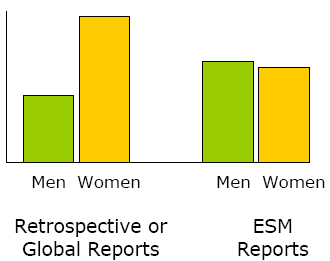 Men Women Men Women
Retrospective or
Global Reports
ESM
Reports